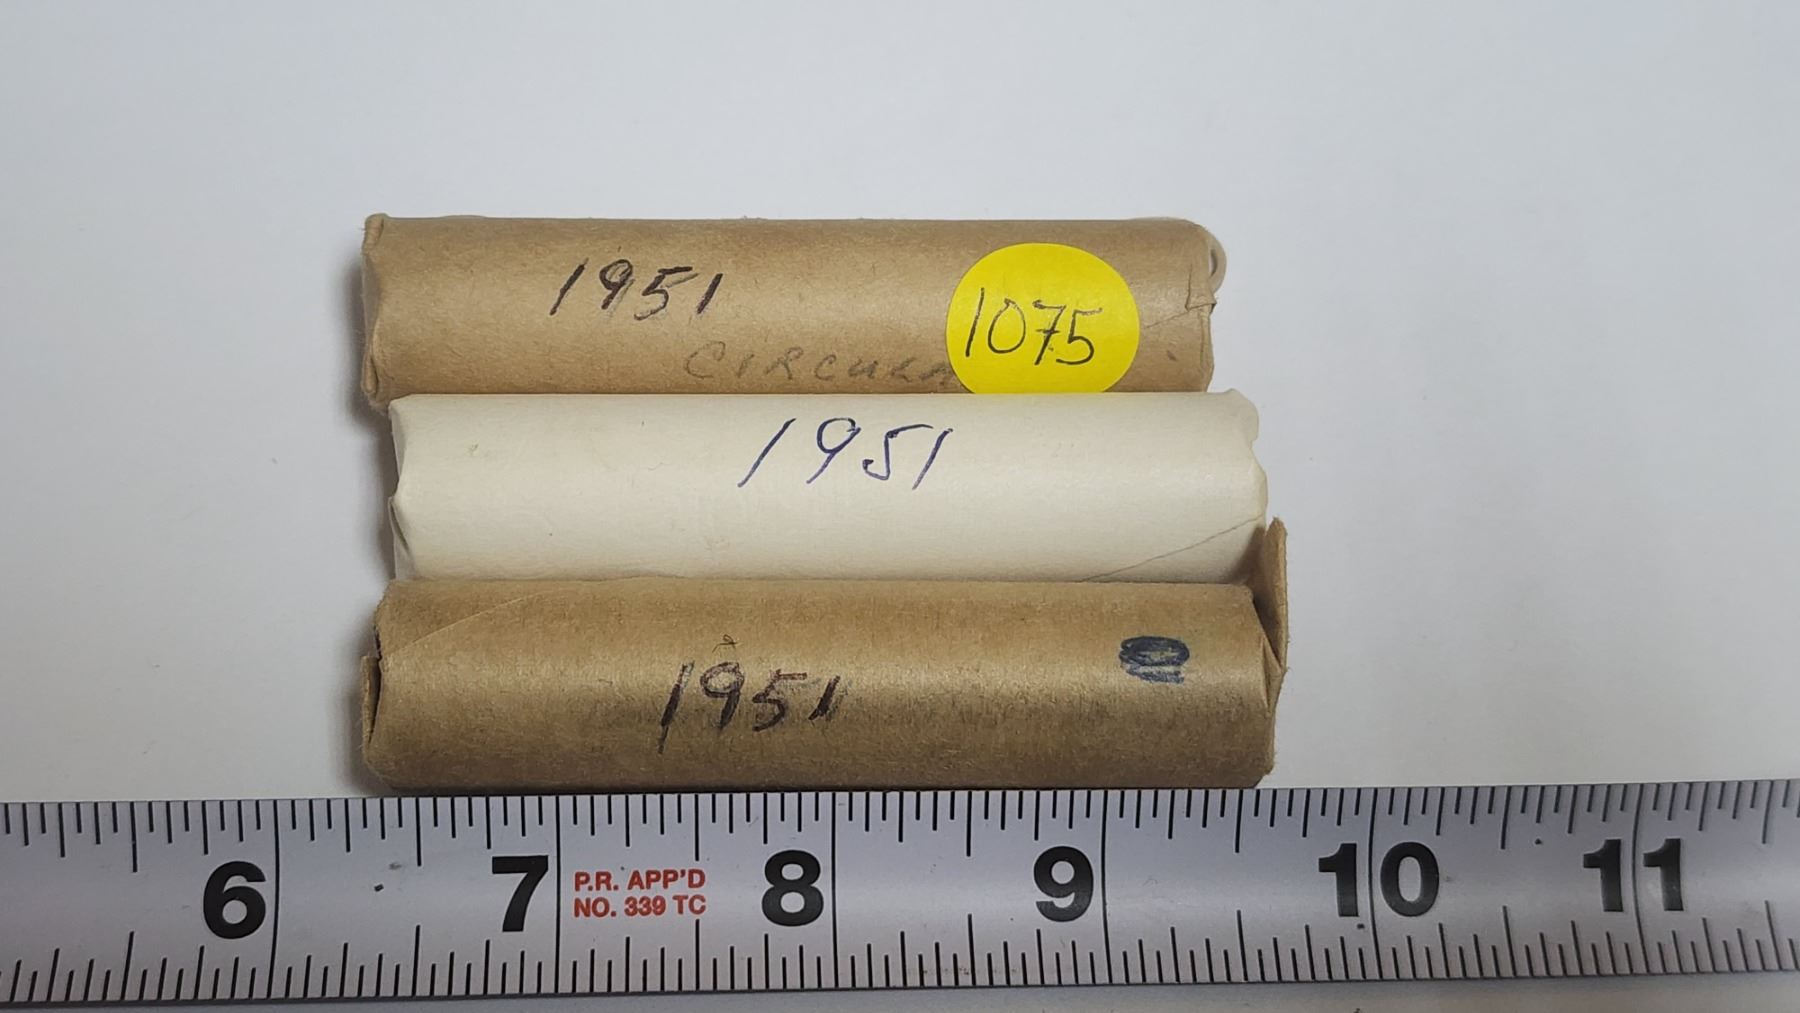 1951
1075
CIRCULA
1951
1951
6 7 8 9 10 11
P.R. APP'D
NO. 339 TC